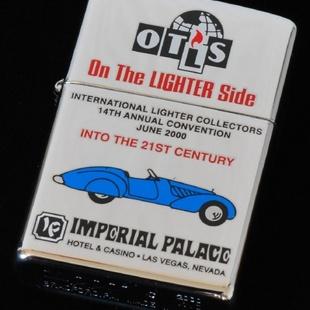 OTLS
On The LIGHTER Side
INTERNATIONAL LIGHTER COLLECTORS
14TH ANNUAL CONVENTION
JUNE 2000
INTO THE 21ST CENTURY
IMPERIAL PALACE
HOTEL & CASINO • LAS VEGAS, NEVADA